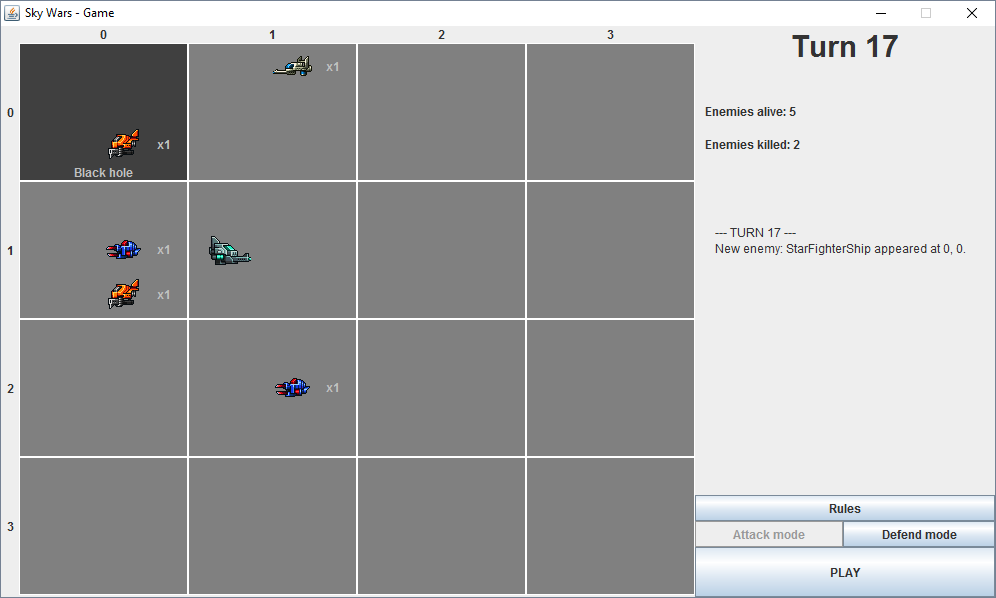 Sky Wars - Game
0 1 2 3
Turn 17
0
x1
x1
Black hole
Enemies alive: 5
Enemies killed: 2
1
x1
x1
--- TURN 17 ---
New enemy: StarFighterShip appeared at 0, 0.
2
x1
3
Rules
Attack mode Defend mode
PLAY